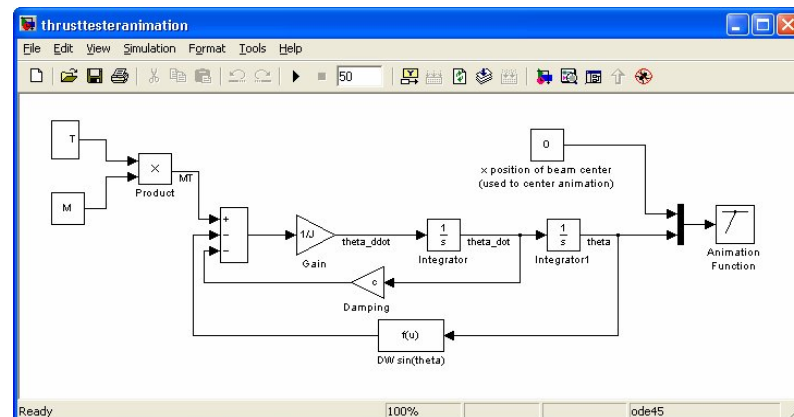 thrusttesteranimation
File Edit View Simulation Format Tools Help
50
T
×
Product
MT
M
0
x position of beam center
(used to center animation)
+
−
−
1/J
Gain
theta_ddot
1
s
Integrator
theta_dot
1
s
Integrator1
theta
Animation
Function
c
Damping
f(u)
DW sin(theta)
Ready 100% ode45